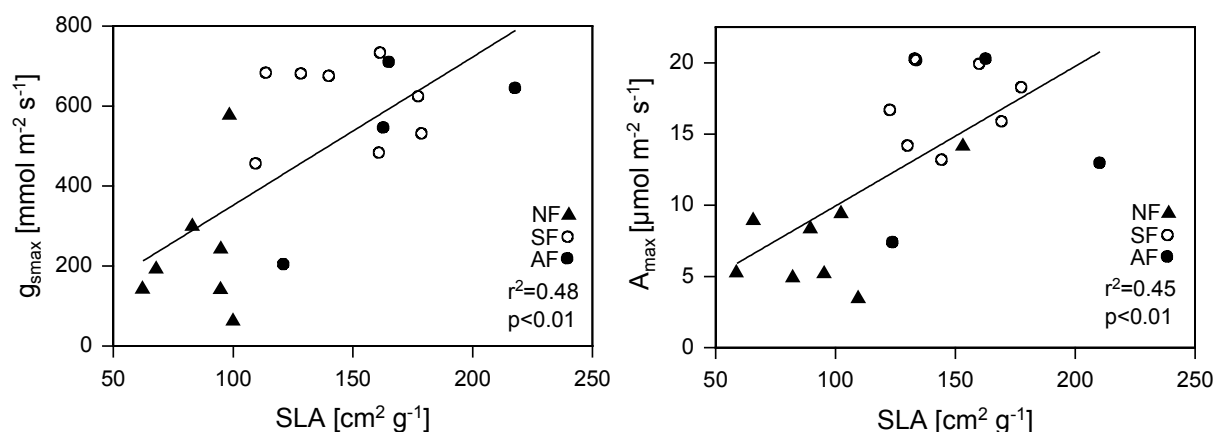 800
600
400
200
0
g_smax [mmol m⁻² s⁻¹]
NF
SF
AF
r²=0.48
p<0.01
50 100 150 200 250
SLA [cm² g⁻¹]
20
15
10
5
0
A_max [µmol m⁻² s⁻¹]
NF
SF
AF
r²=0.45
p<0.01
50 100 150 200 250
SLA [cm² g⁻¹]